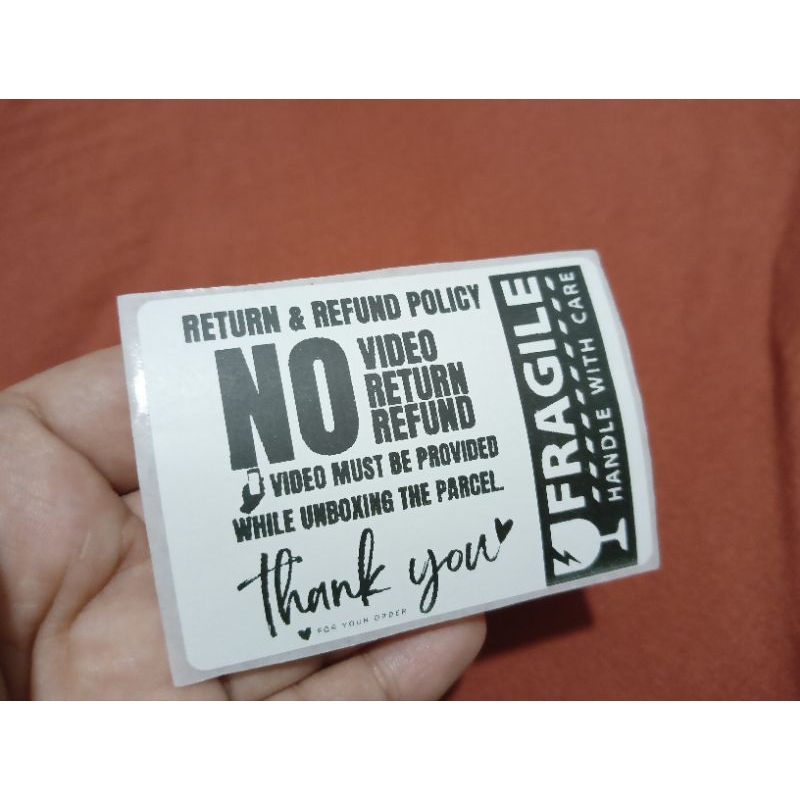 RETURN & REFUND POLICY
NO
VIDEO
RETURN
REFUND
VIDEO MUST BE PROVIDED
WHILE UNBOXING THE PARCEL.
thank you
FOR YOUR ORDER
FRAGILE
HANDLE WITH CARE